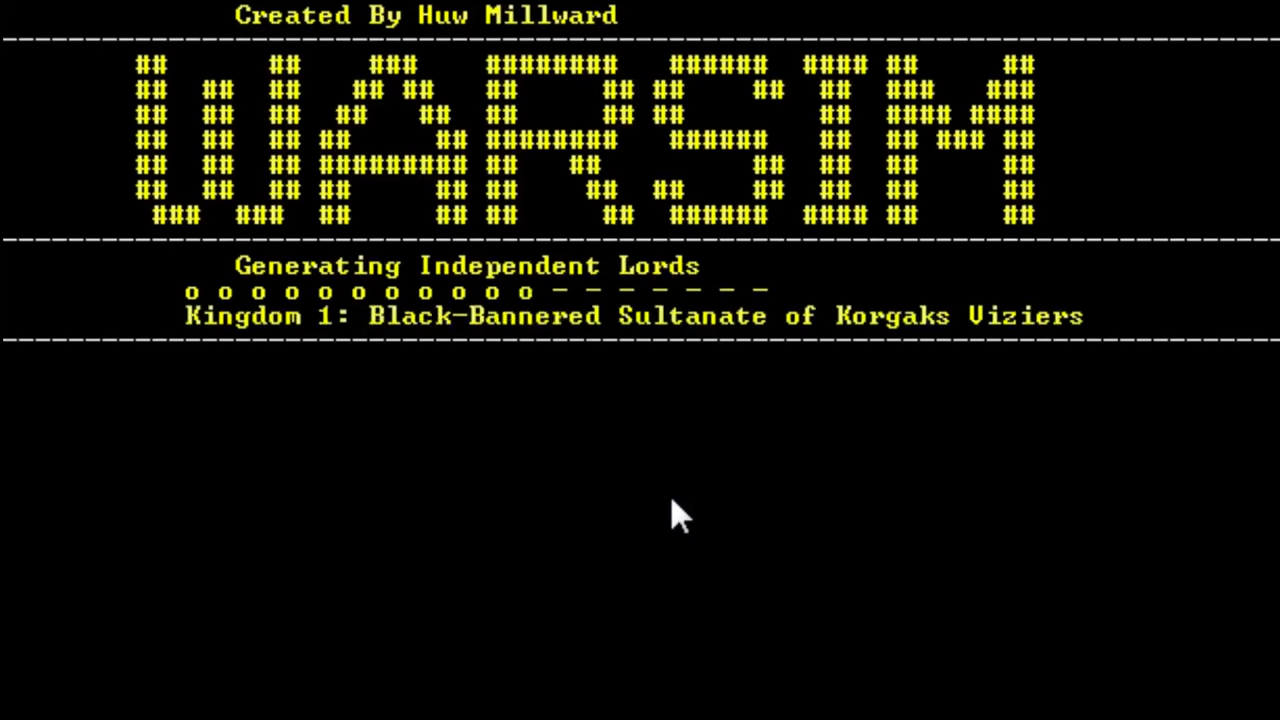 Created By Huw Millward
WARSIM
Generating Independent Lords
o o o o o o o o o o o - - - - - - -
Kingdom 1: Black-Bannered Sultanate of Korgaks Viziers